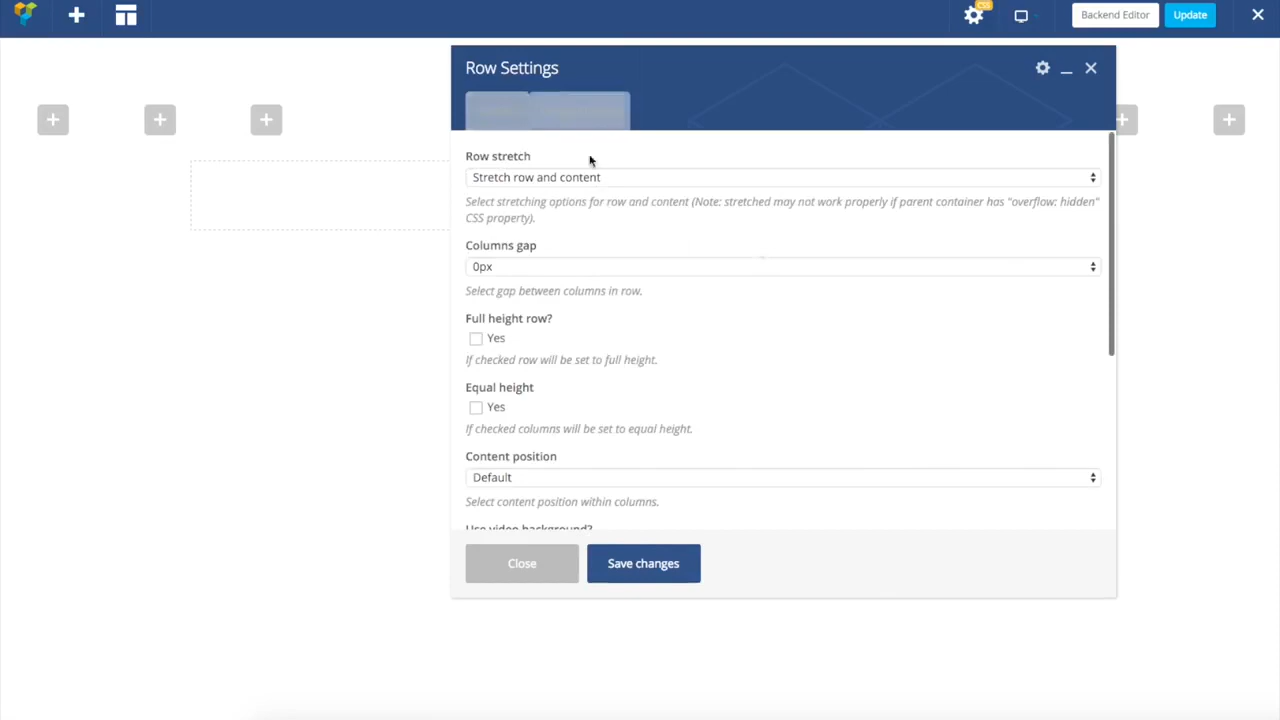 CSS
Backend Editor
Update
Row Settings
Row stretch
Stretch row and content
Select stretching options for row and content (Note: stretched may not work properly if parent container has "overflow: hidden"
CSS property).
Columns gap
0px
Select gap between columns in row.
Full height row?
Yes
If checked row will be set to full height.
Equal height
Yes
If checked columns will be set to equal height.
Content position
Default
Select content position within columns.
Use video background?
Close
Save changes